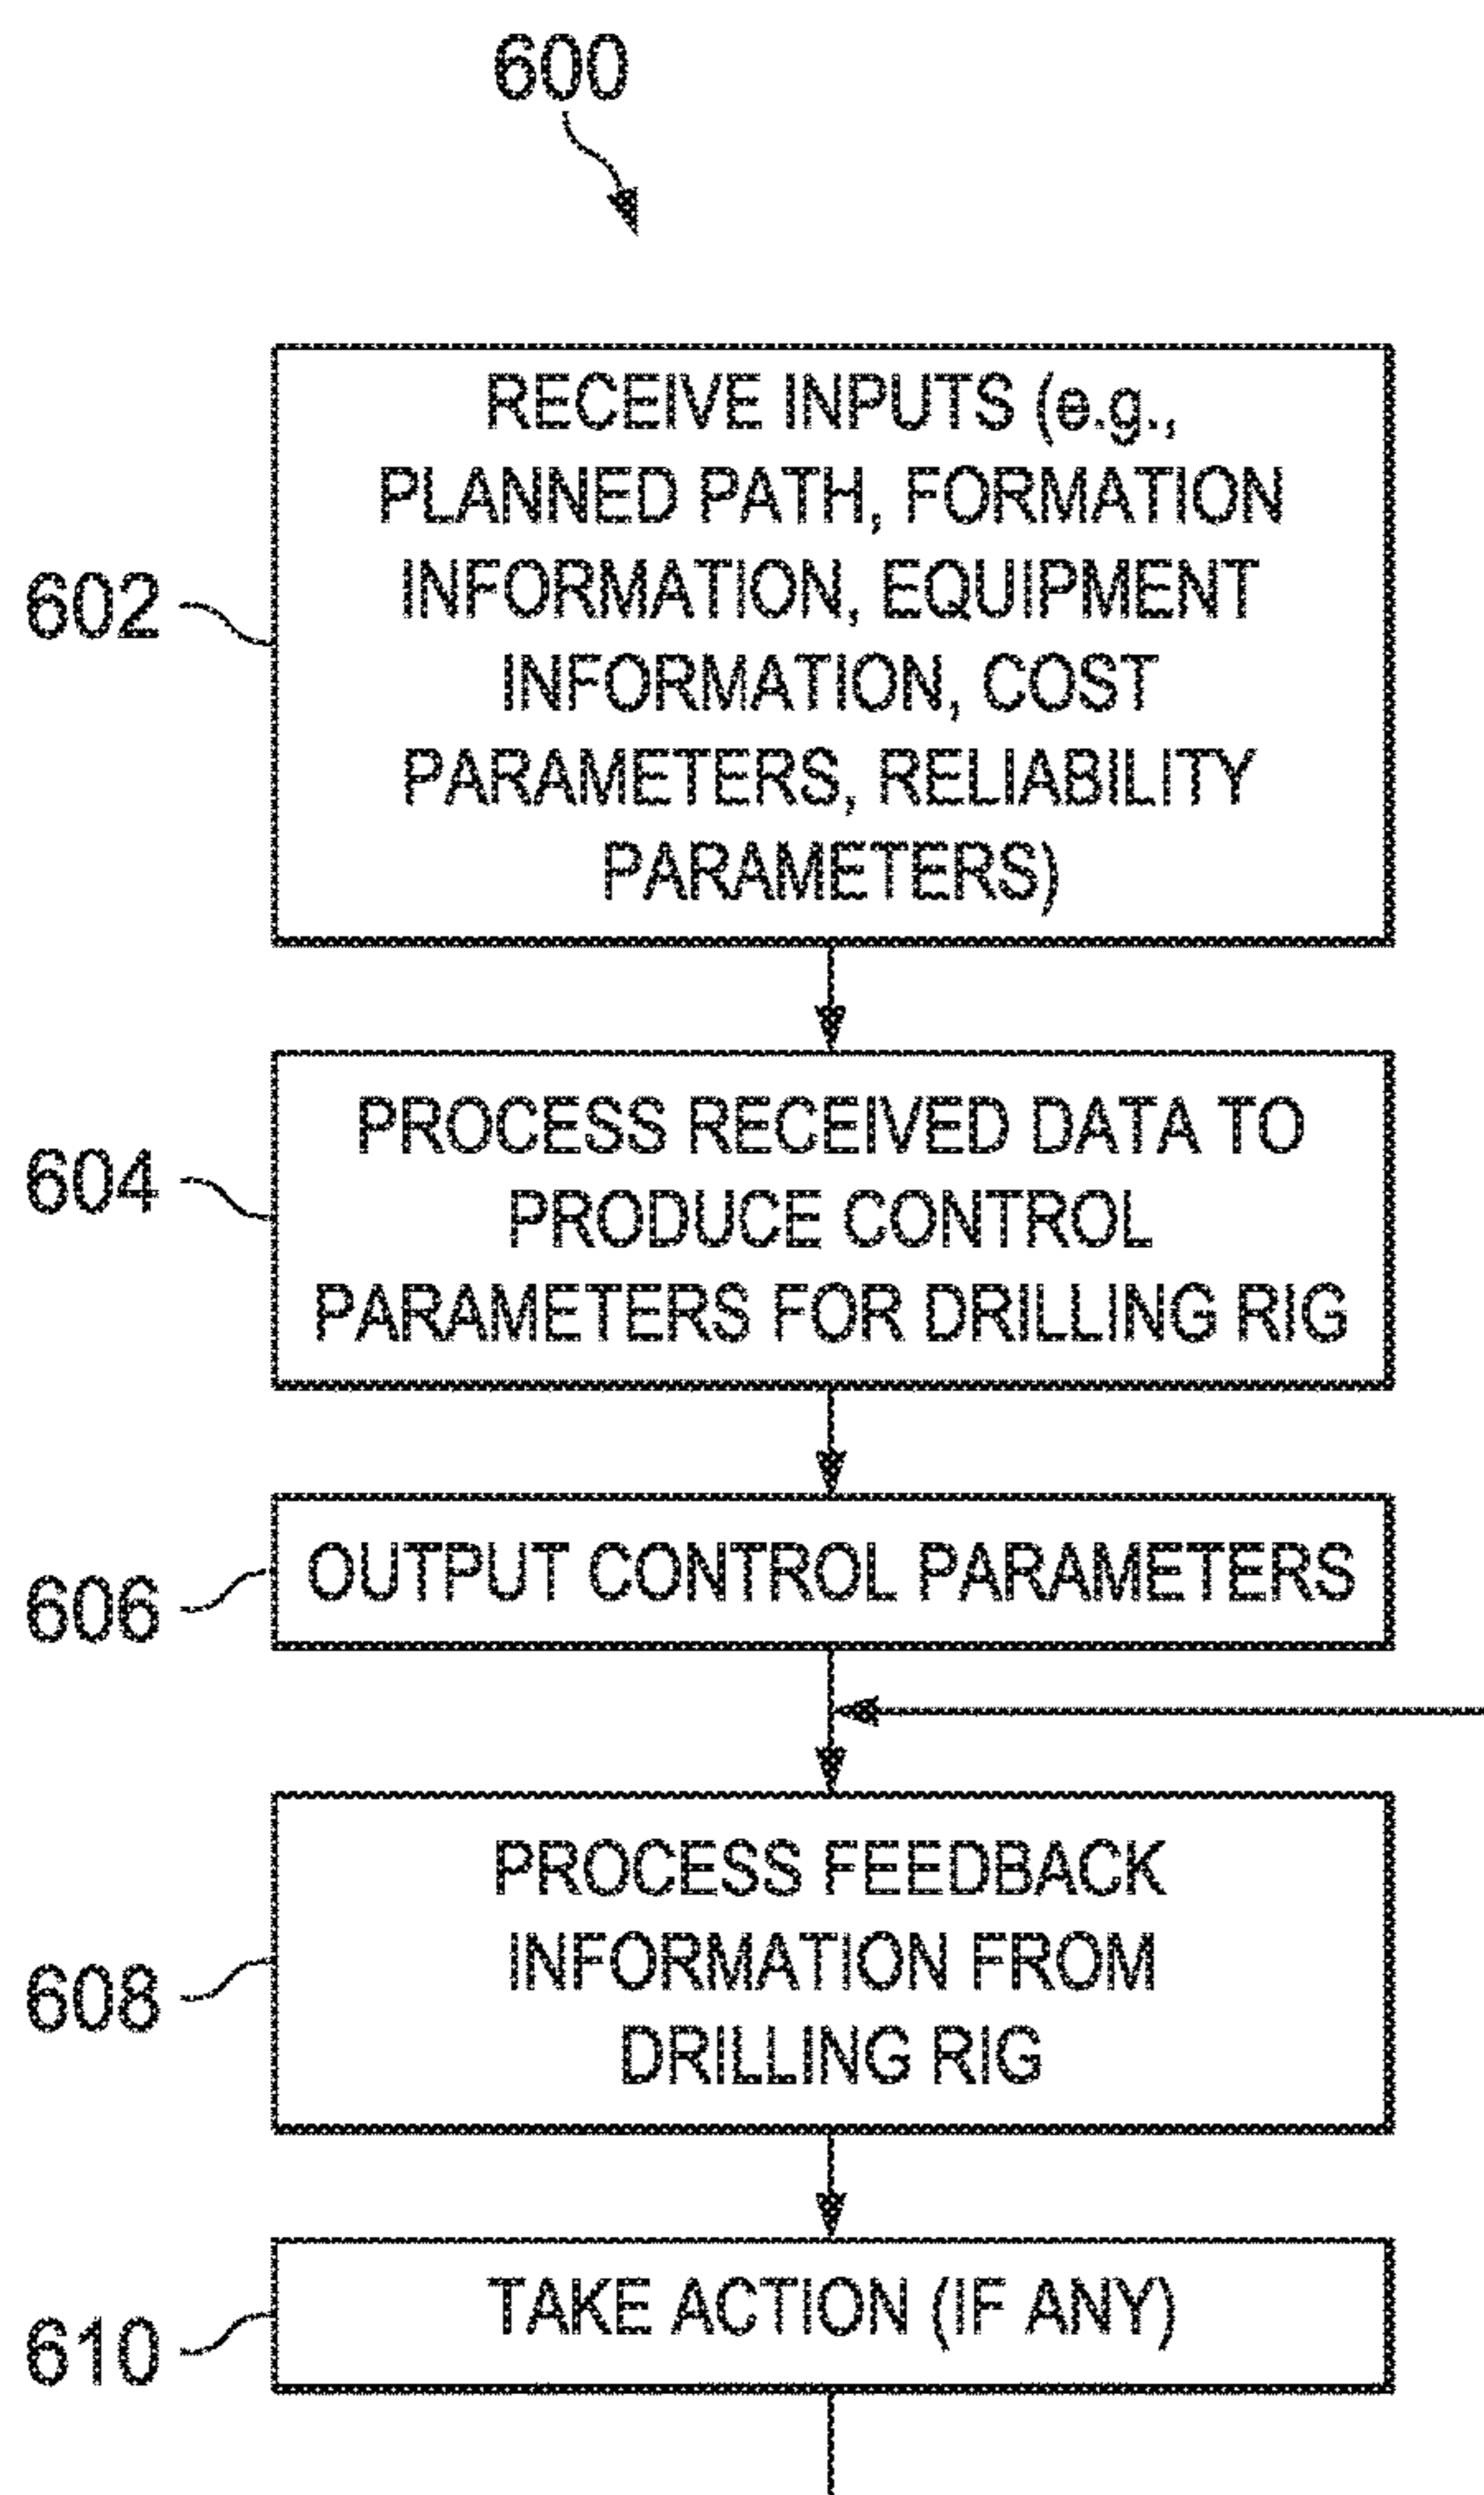 600
602
RECEIVE INPUTS (e.g.,
PLANNED PATH, FORMATION
INFORMATION, EQUIPMENT
INFORMATION, COST
PARAMETERS, RELIABILITY
PARAMETERS)
604
PROCESS RECEIVED DATA TO
PRODUCE CONTROL
PARAMETERS FOR DRILLING RIG
606
OUTPUT CONTROL PARAMETERS
608
PROCESS FEEDBACK
INFORMATION FROM
DRILLING RIG
610
TAKE ACTION (IF ANY)